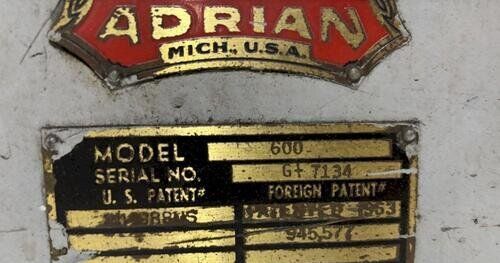 ADRIAN
MICH., U.S.A.
MODEL 600
SERIAL NO. G+ 7134
U. S. PATENT# FOREIGN PATENT#
945,577